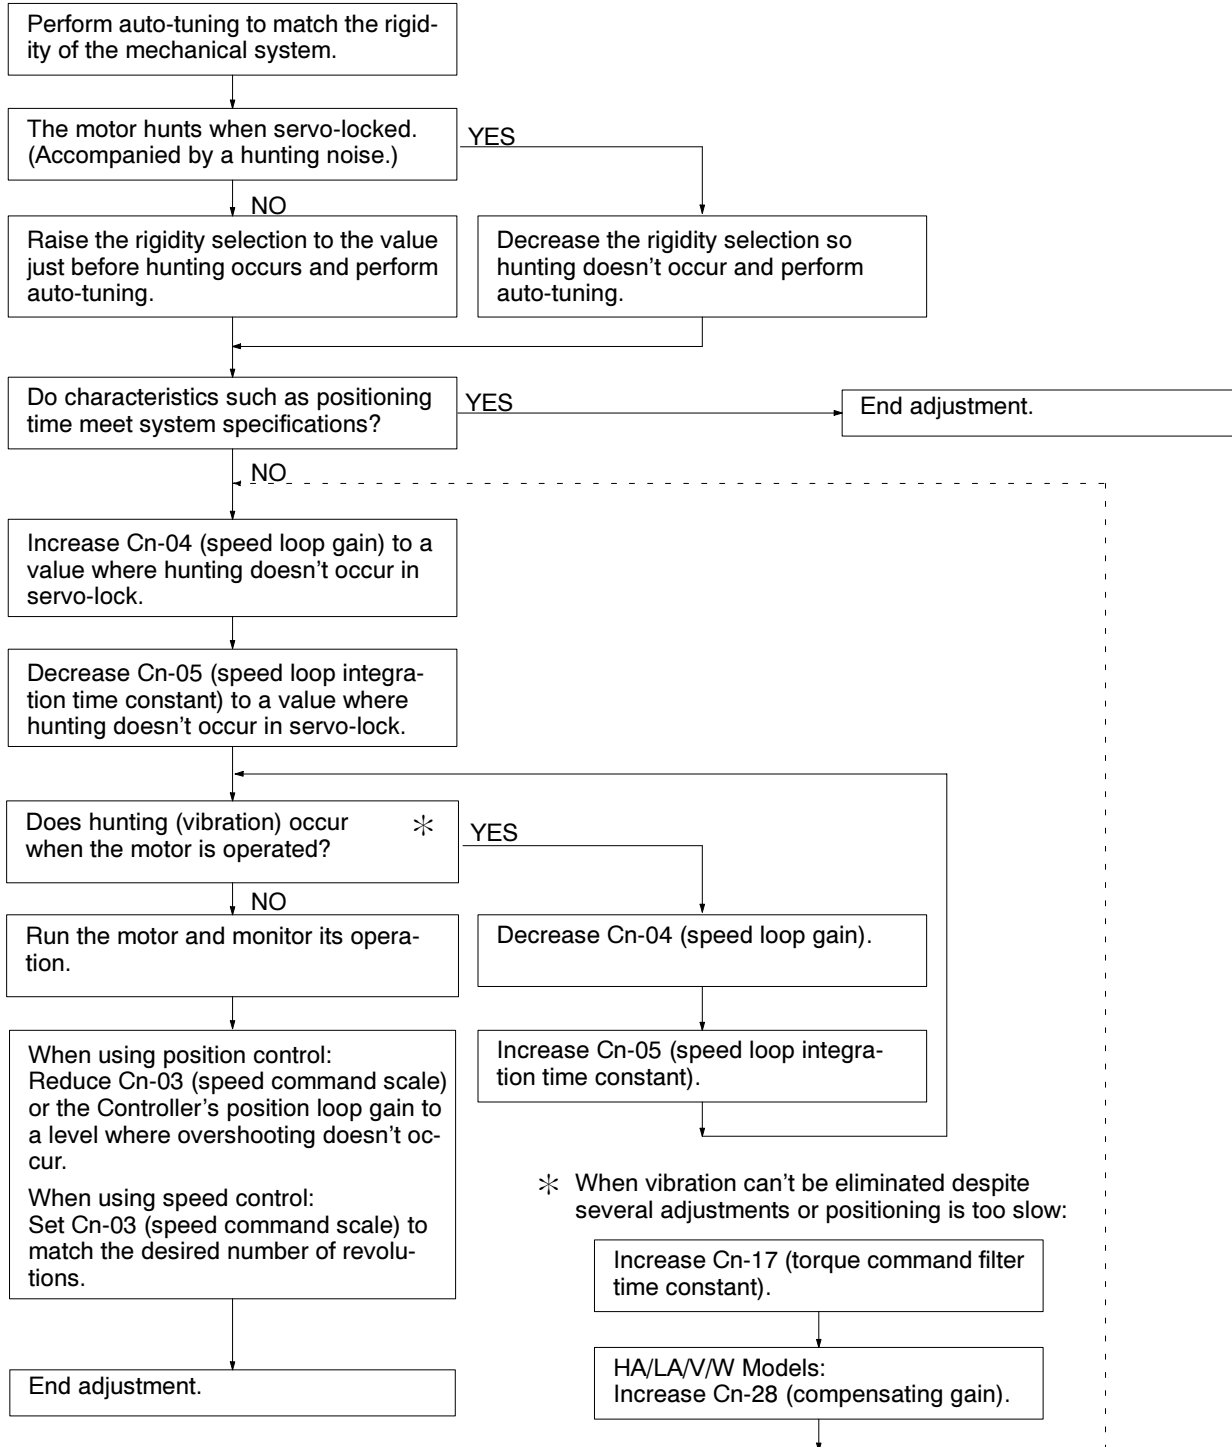 Perform auto-tuning to match the rigid-
ity of the mechanical system.
The motor hunts when servo-locked.
(Accompanied by a hunting noise.)
YES
NO
Raise the rigidity selection to the value
just before hunting occurs and perform
auto-tuning.
Decrease the rigidity selection so
hunting doesn't occur and perform
auto-tuning.
Do characteristics such as positioning
time meet system specifications?
YES
End adjustment.
NO
Increase Cn-04 (speed loop gain) to a
value where hunting doesn't occur in
servo-lock.
Decrease Cn-05 (speed loop integra-
tion time constant) to a value where
hunting doesn't occur in servo-lock.
Does hunting (vibration) occur *
when the motor is operated?
YES
NO
Run the motor and monitor its opera-
tion.
Decrease Cn-04 (speed loop gain).
Increase Cn-05 (speed loop integra-
tion time constant).
When using position control:
Reduce Cn-03 (speed command scale)
or the Controller's position loop gain to
a level where overshooting doesn't oc-
cur.
When using speed control:
Set Cn-03 (speed command scale) to
match the desired number of revolu-
tions.
End adjustment.
* When vibration can't be eliminated despite
several adjustments or positioning is too slow:
Increase Cn-17 (torque command filter
time constant).
HA/LA/V/W Models:
Increase Cn-28 (compensating gain).